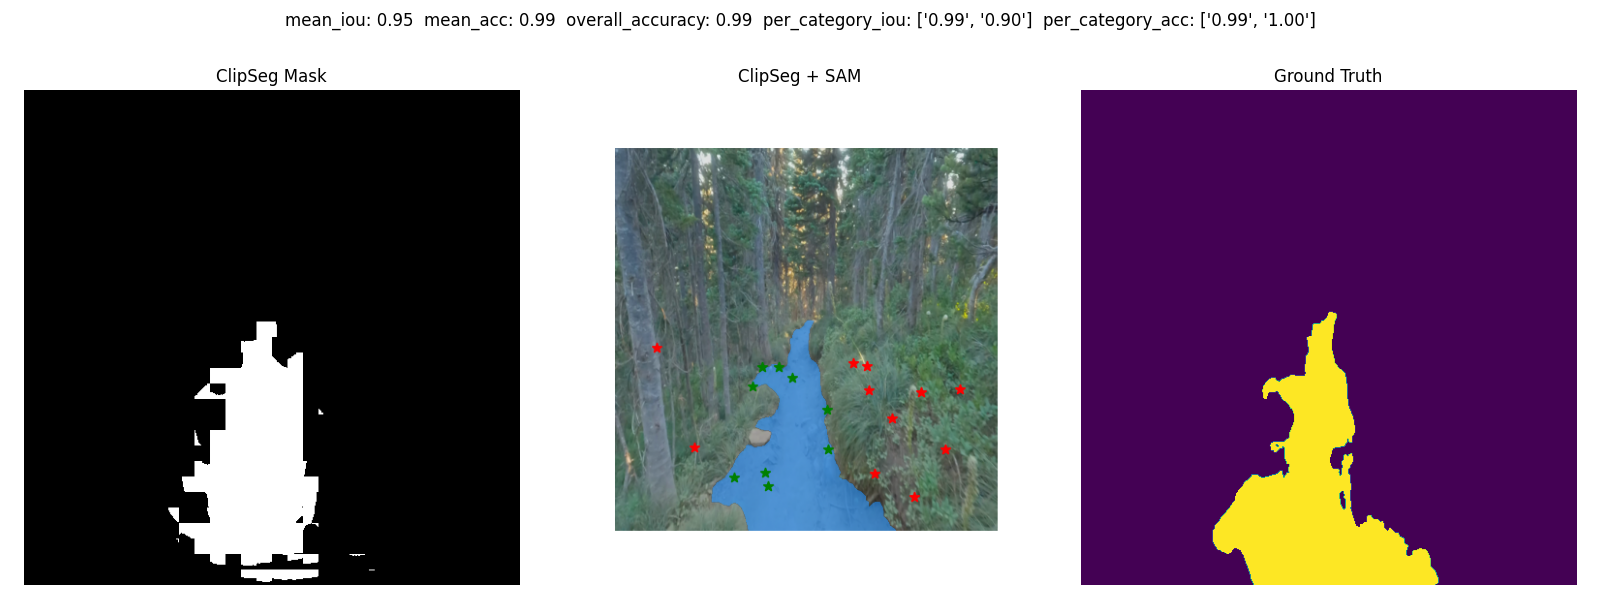 mean_iou: 0.95 mean_acc: 0.99 overall_accuracy: 0.99 per_category_iou: ['0.99', '0.90'] per_category_acc: ['0.99', '1.00']
ClipSeg Mask
ClipSeg + SAM
Ground Truth